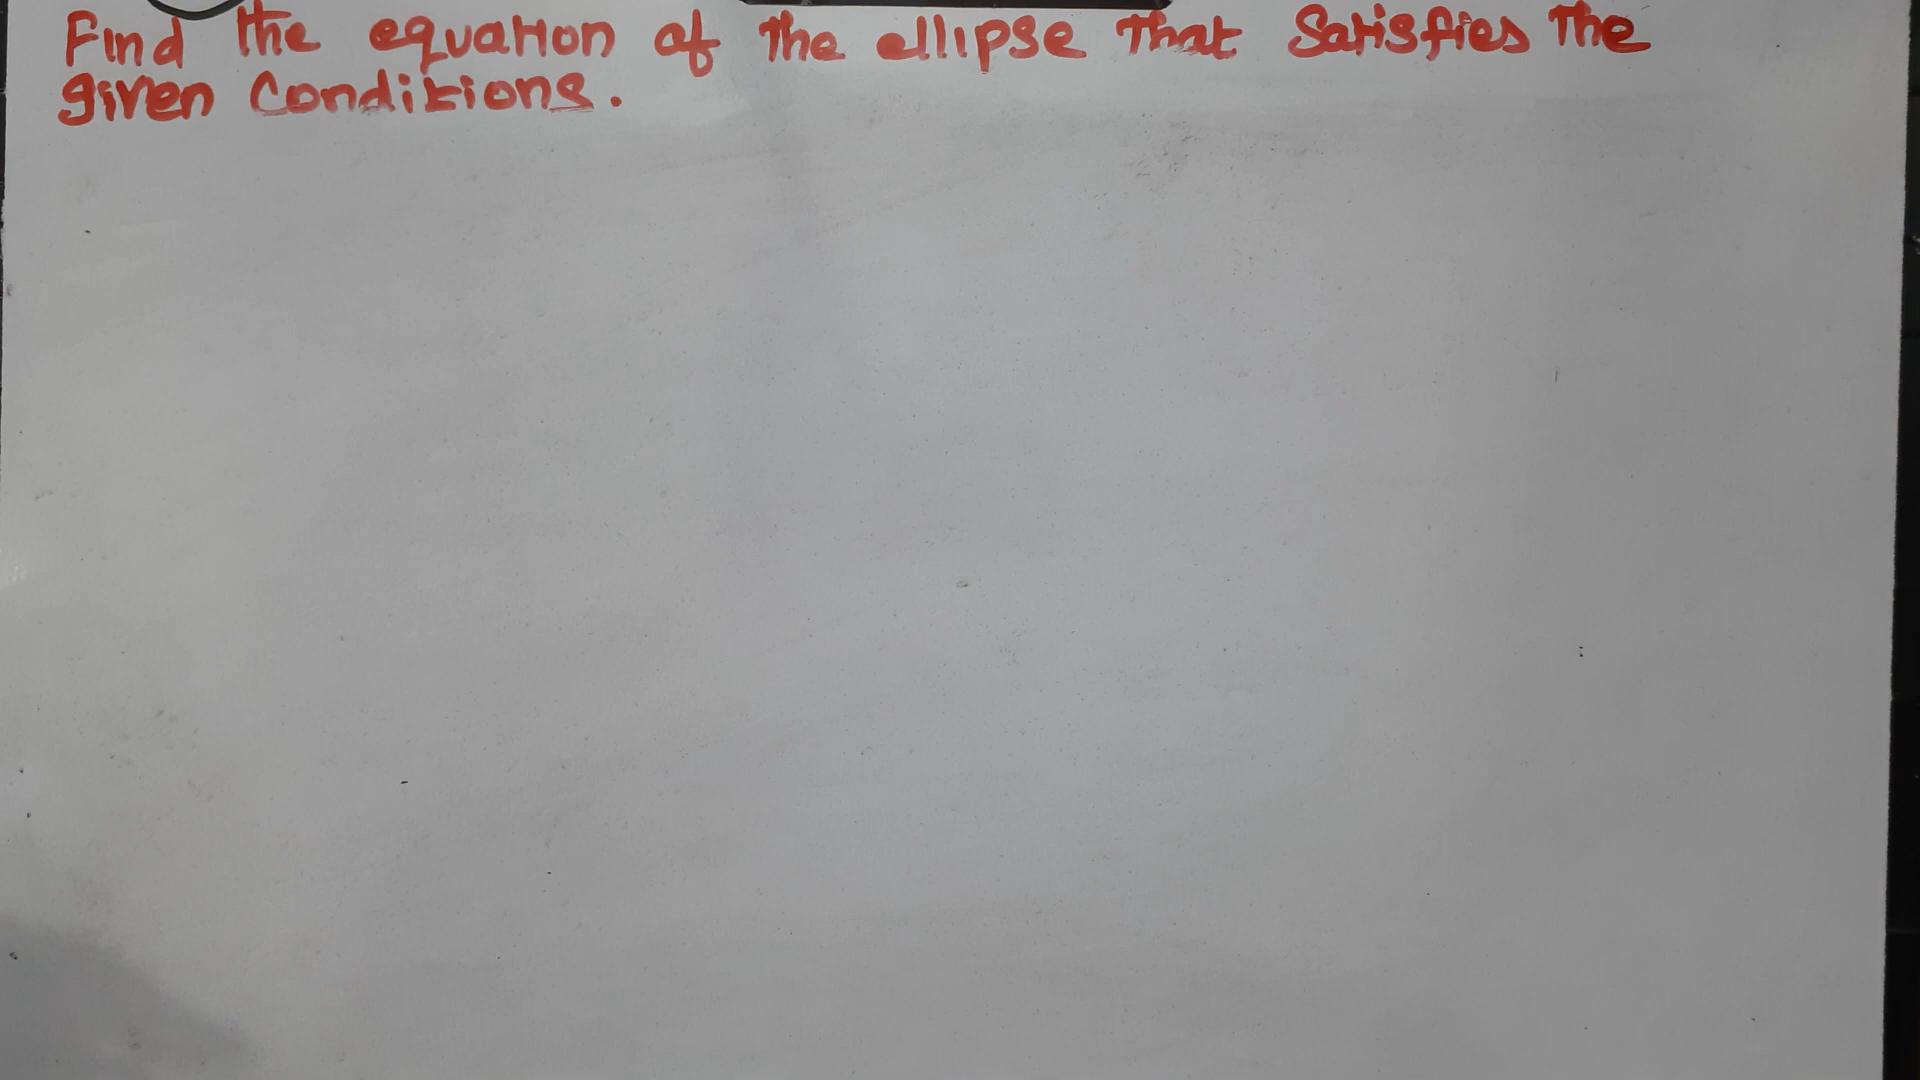 Find the equation of the ellipse that Satisfies the
given Conditions.